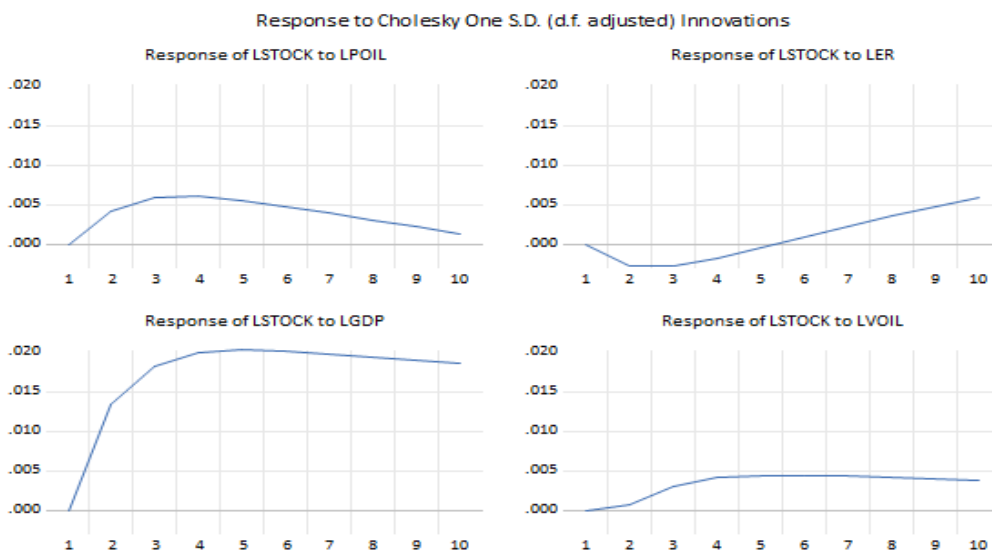 Response to Cholesky One S.D. (d.f. adjusted) Innovations
Response of LSTOCK to LPOIL
.020
.015
.010
.005
.000
1 2 3 4 5 6 7 8 9 10
Response of LSTOCK to LER
.020
.015
.010
.005
.000
1 2 3 4 5 6 7 8 9 10
Response of LSTOCK to LGDP
.020
.015
.010
.005
.000
1 2 3 4 5 6 7 8 9 10
Response of LSTOCK to LVOIL
.020
.015
.010
.005
.000
1 2 3 4 5 6 7 8 9 10